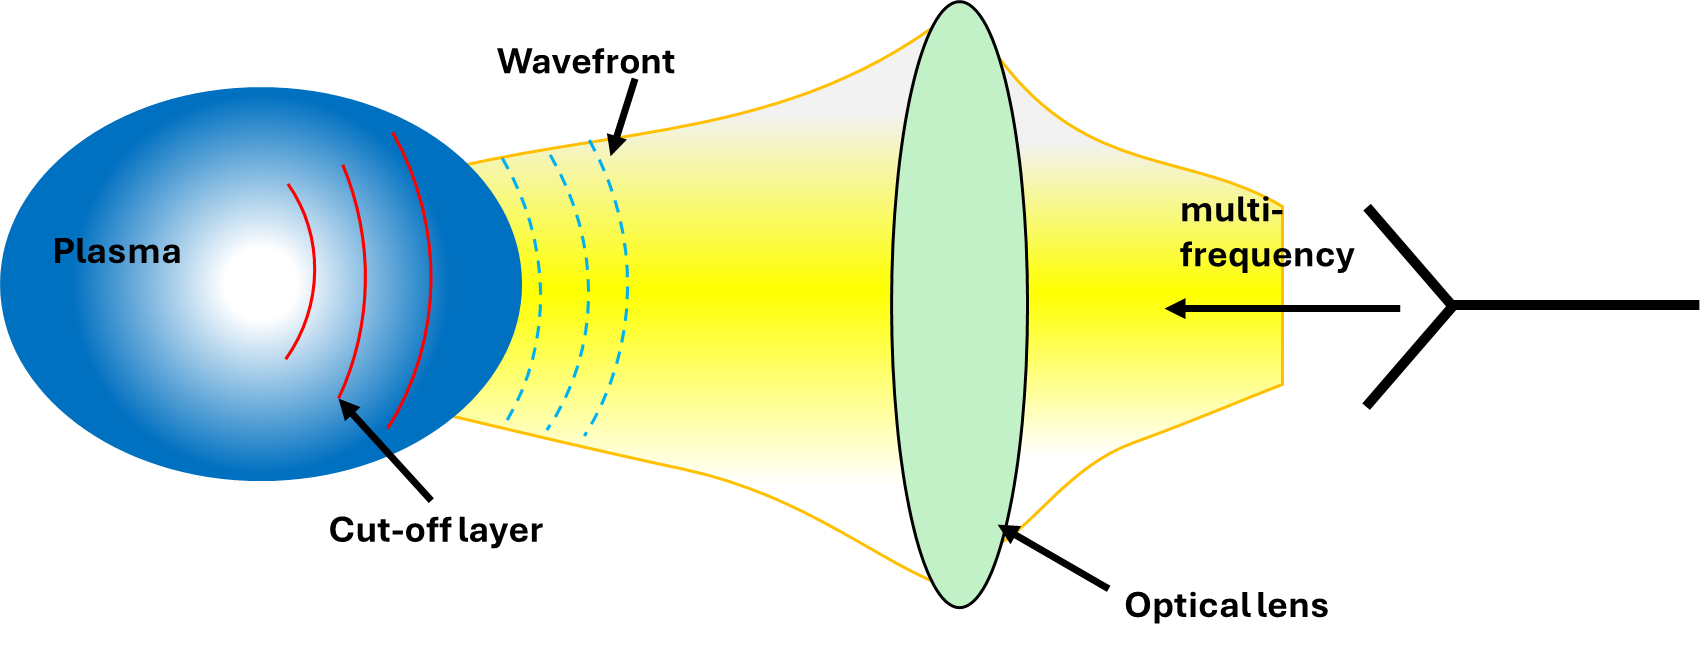 Wavefront
multi-
frequency
Plasma
Cut-off layer
Optical lens